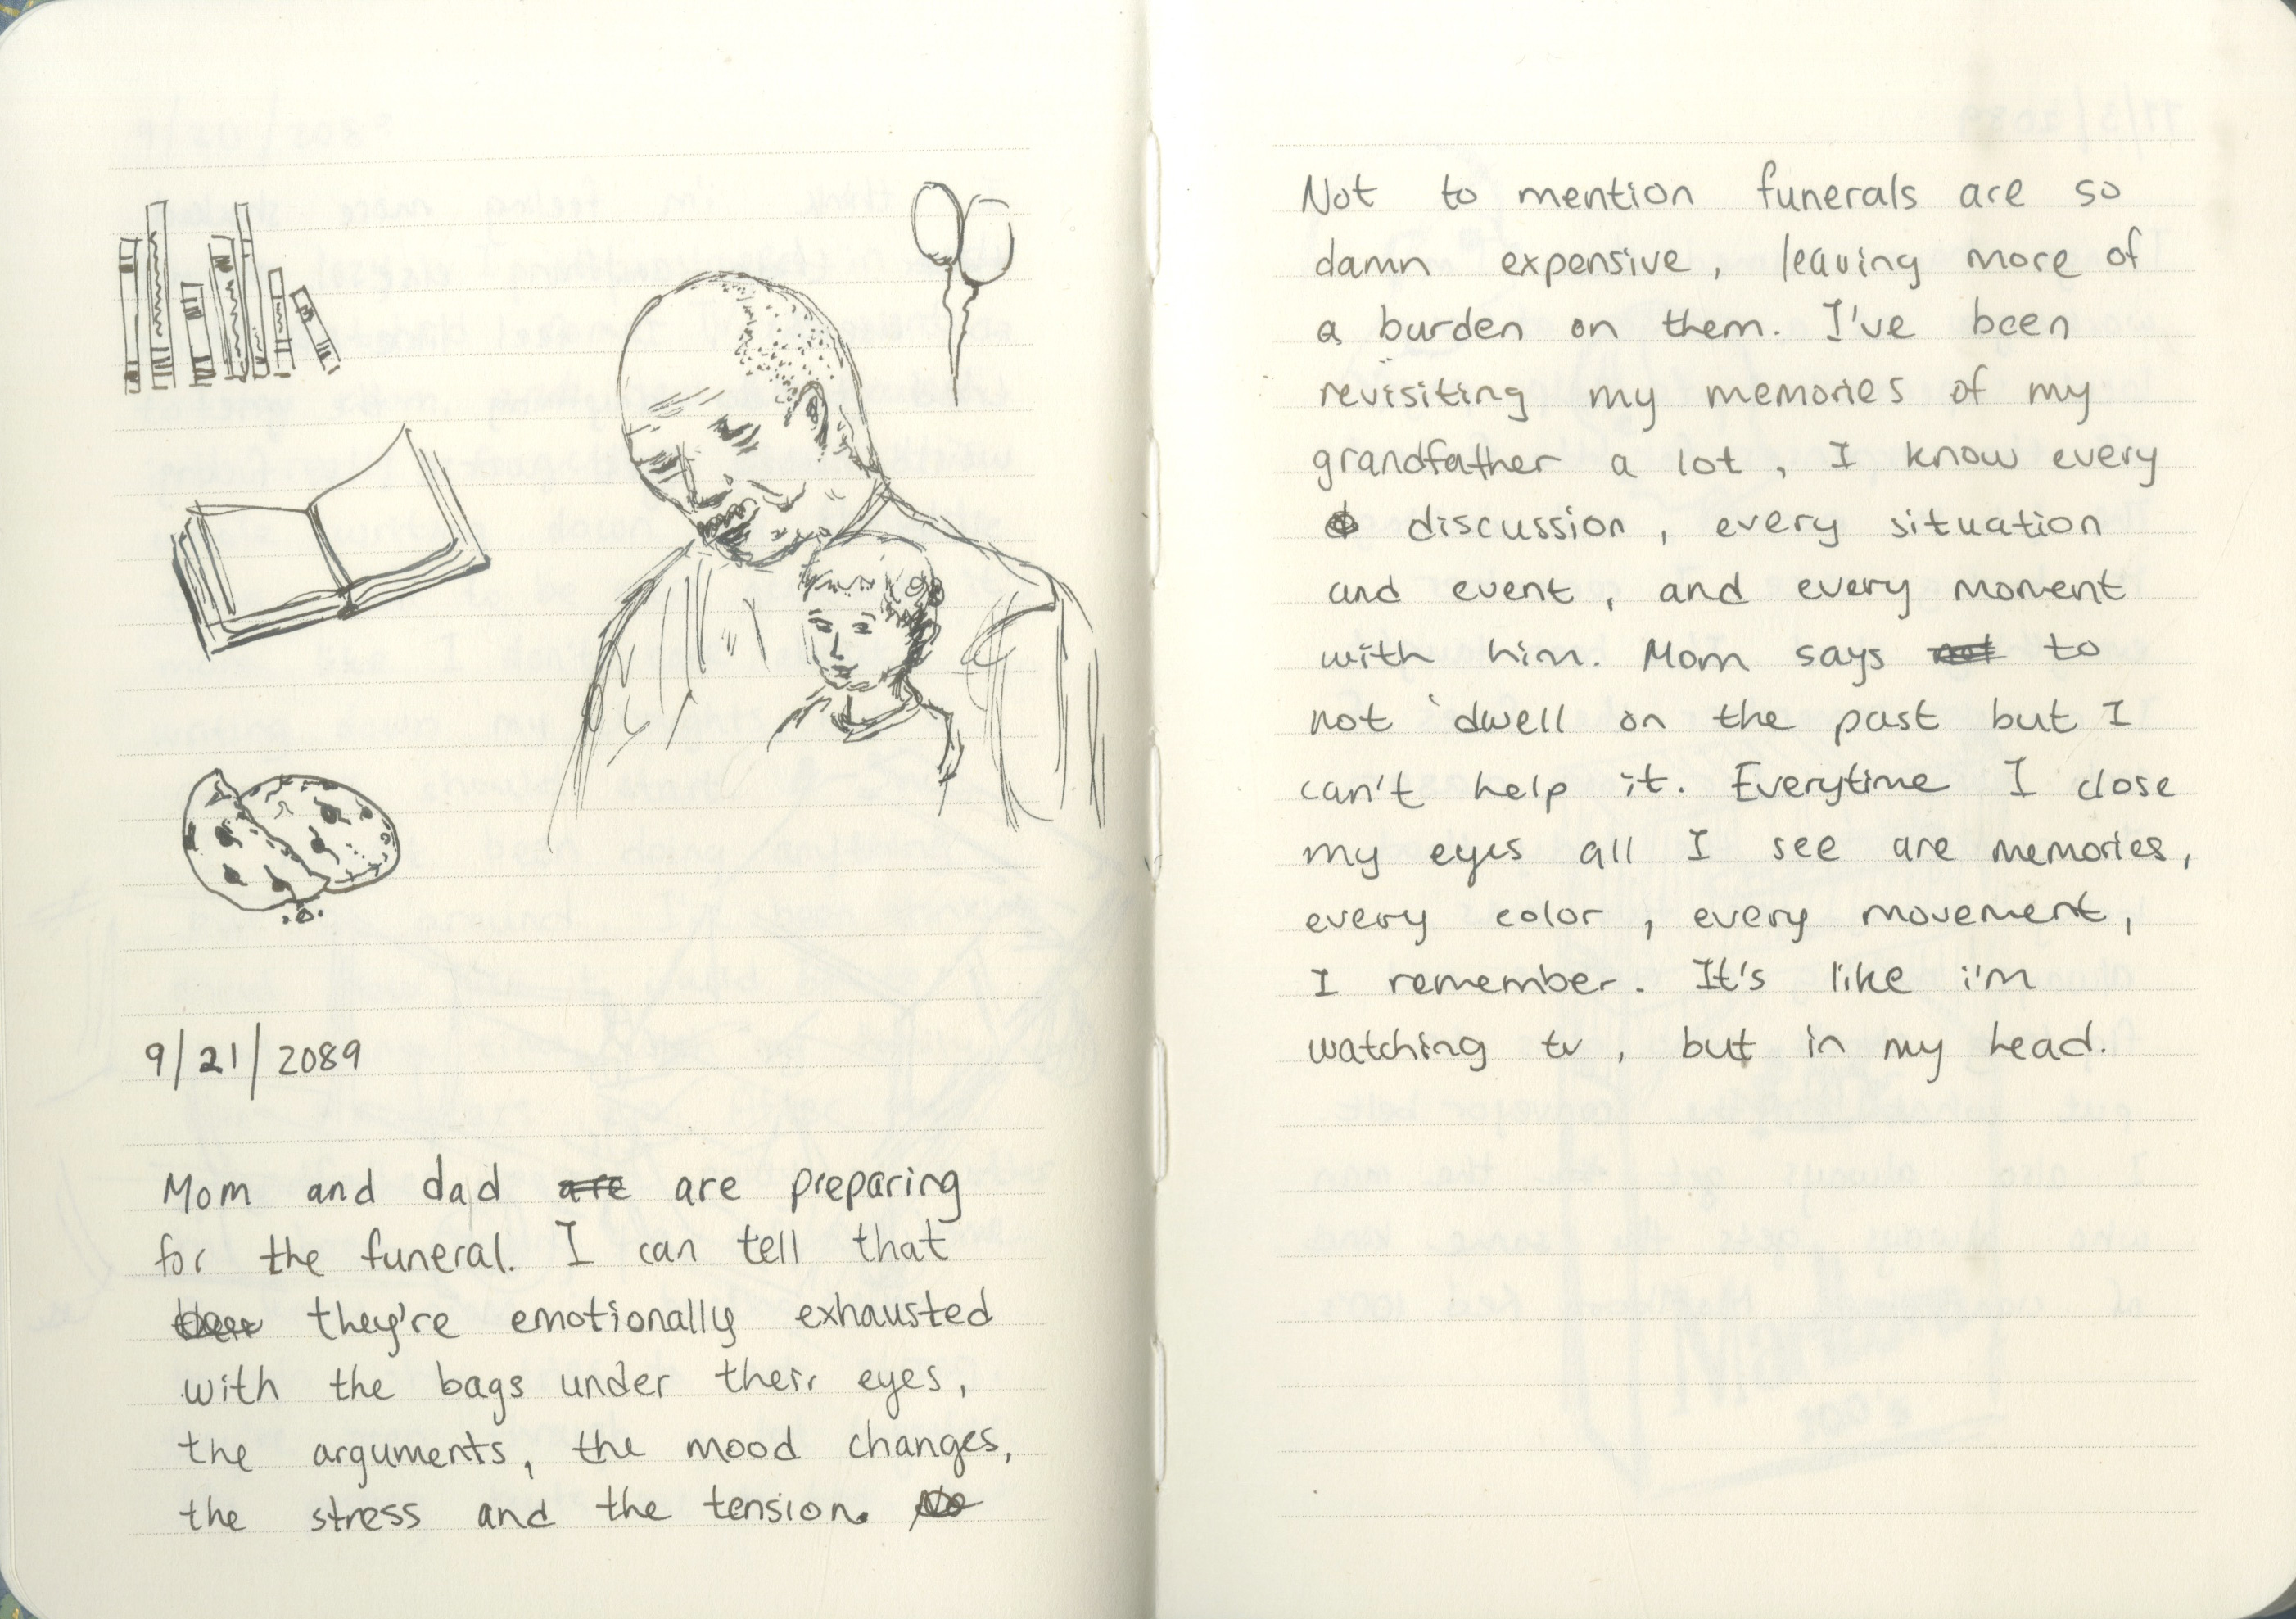 9/21/2089
Mom and dad are are preparing
for the funeral. I can tell that
they're emotionally exhausted
with the bags under their eyes,
the arguments, the mood changes,
the stress and the tension. No
Not to mention funerals are so
damn expensive, leaving more of
a burden on them. I've been
revisiting my memories of my
grandfather a lot, I know every
discussion, every situation
and event, and every moment
with him. Mom says not to
not dwell on the past but I
can't help it. Everytime I close
my eyes all I see are memories,
every color, every movement,
I remember. It's like i'm
watching tv, but in my head.